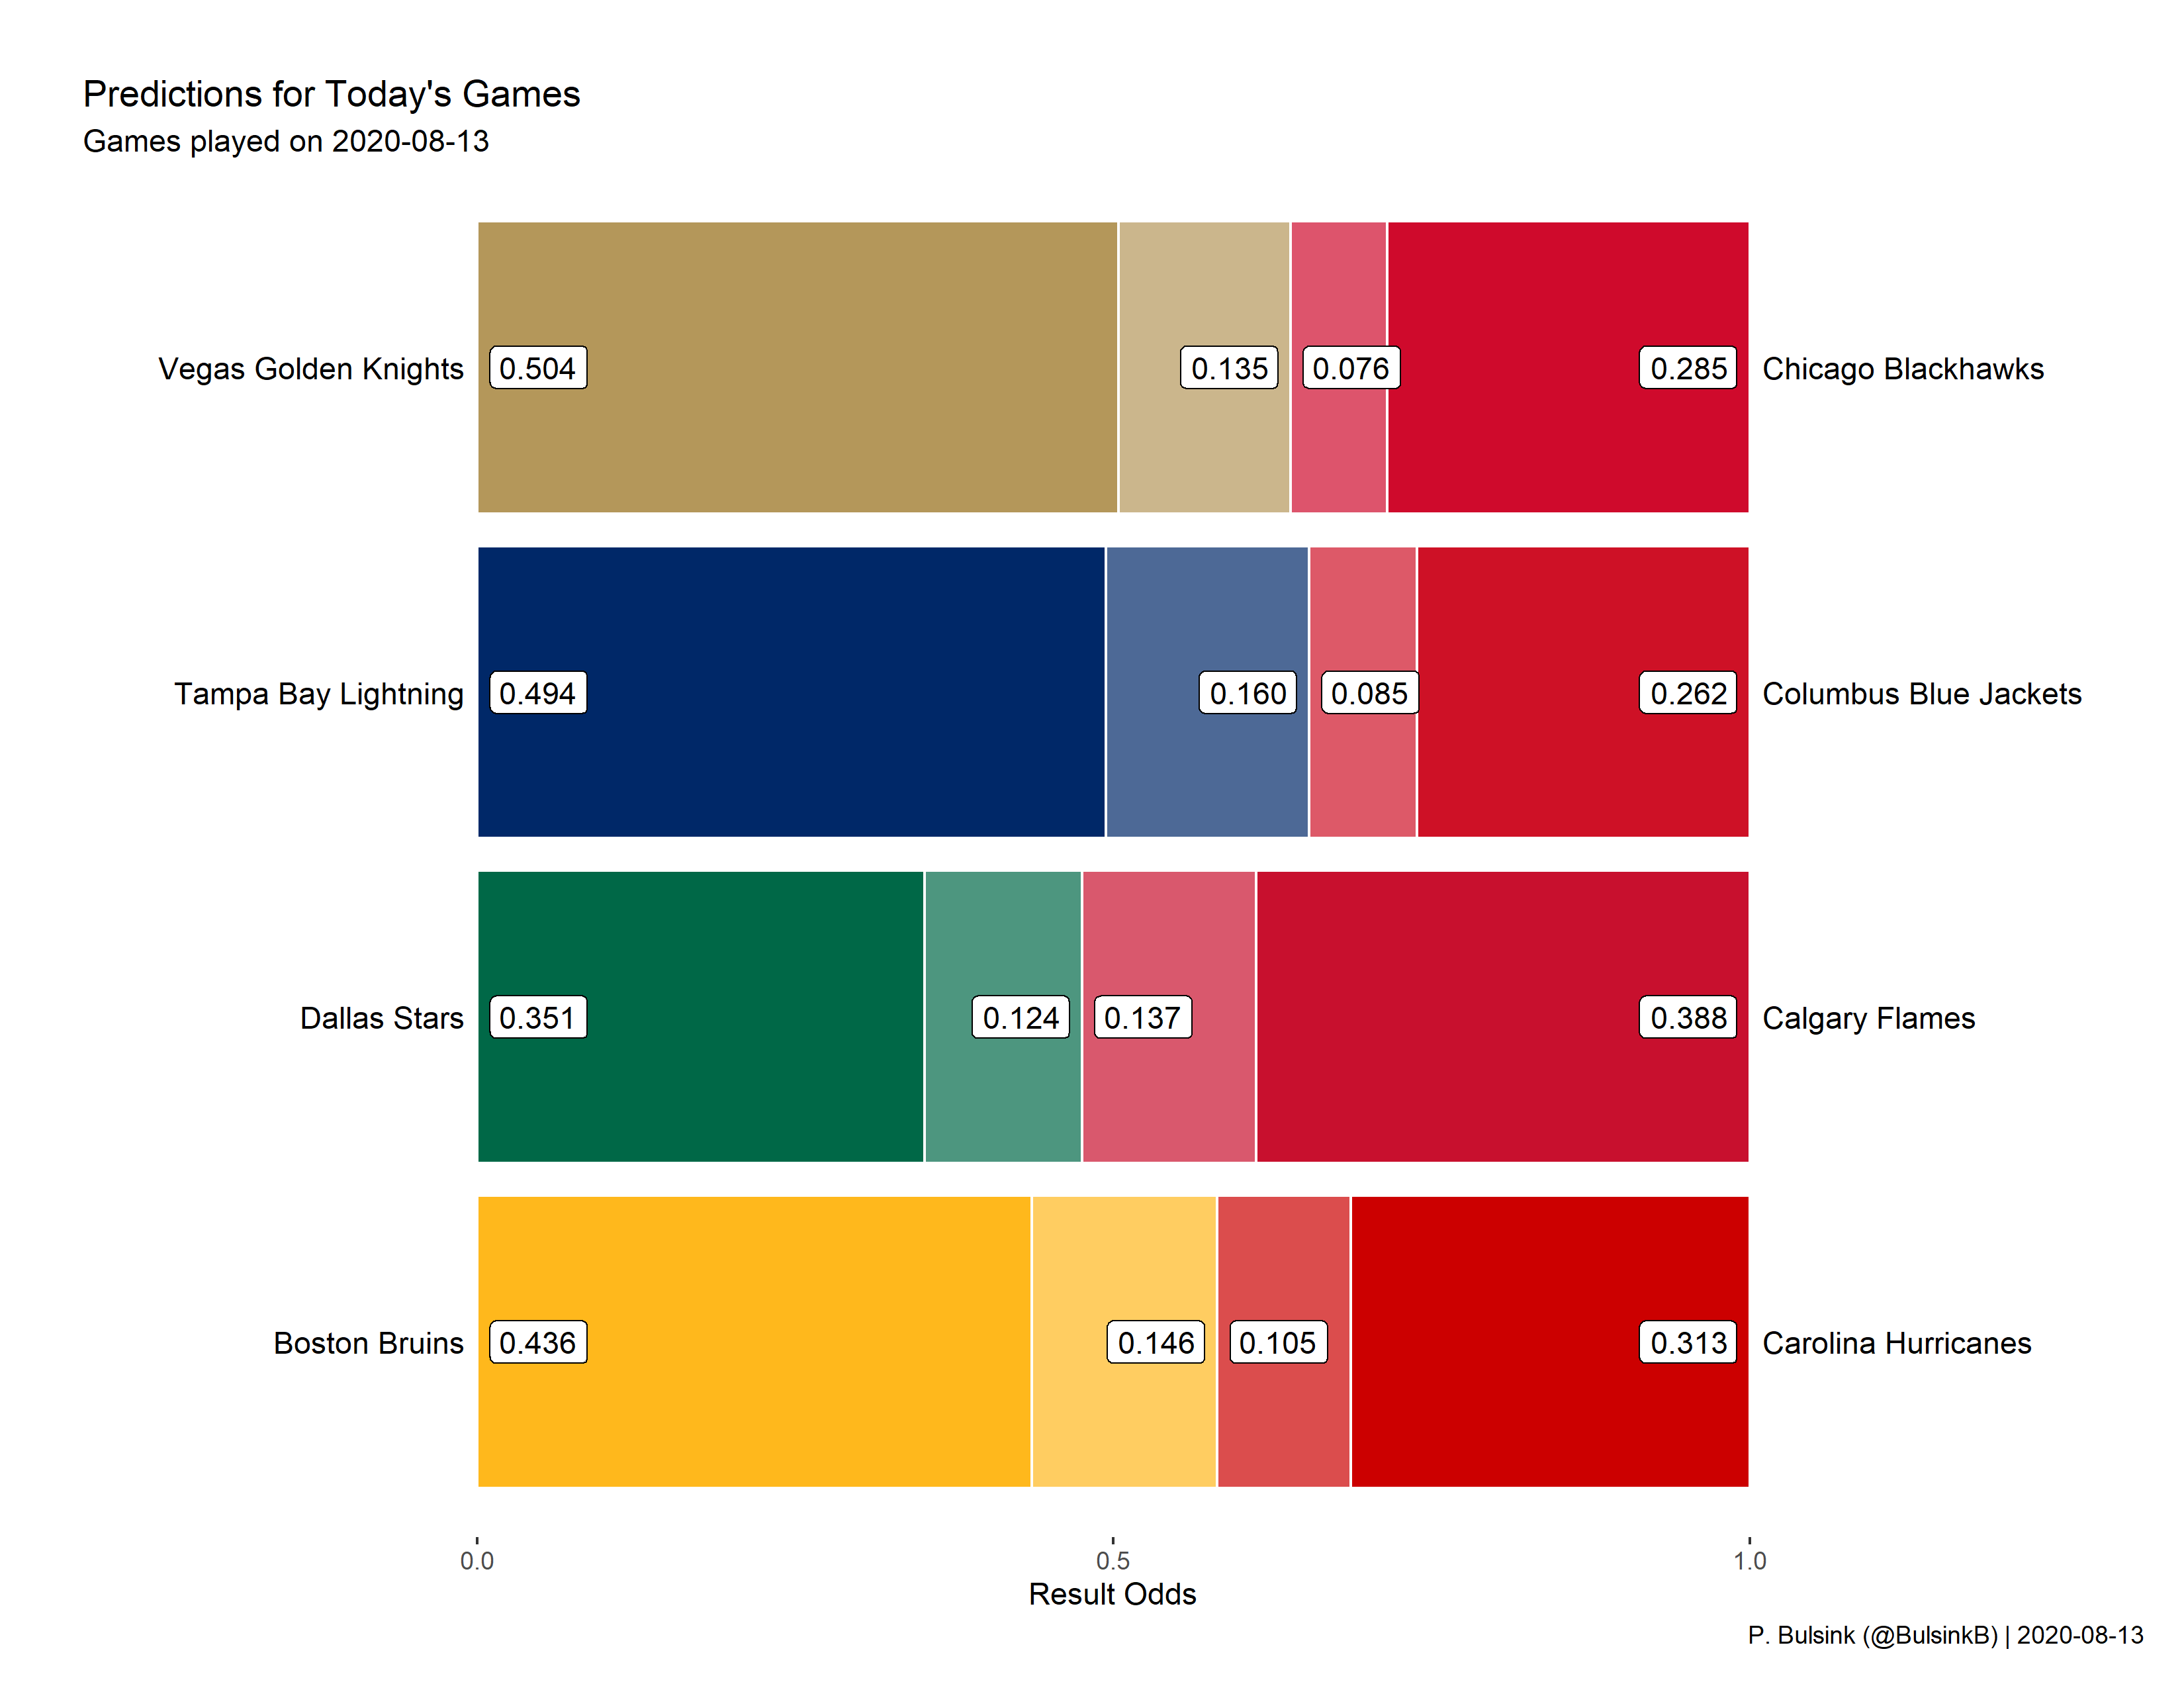 Predictions for Today's Games
Games played on 2020-08-13
Vegas Golden Knights 0.504 0.135 0.076 0.285 Chicago Blackhawks
Tampa Bay Lightning 0.494 0.160 0.085 0.262 Columbus Blue Jackets
Dallas Stars 0.351 0.124 0.137 0.388 Calgary Flames
Boston Bruins 0.436 0.146 0.105 0.313 Carolina Hurricanes
0.0 0.5 1.0
Result Odds
P. Bulsink (@BulsinkB) | 2020-08-13